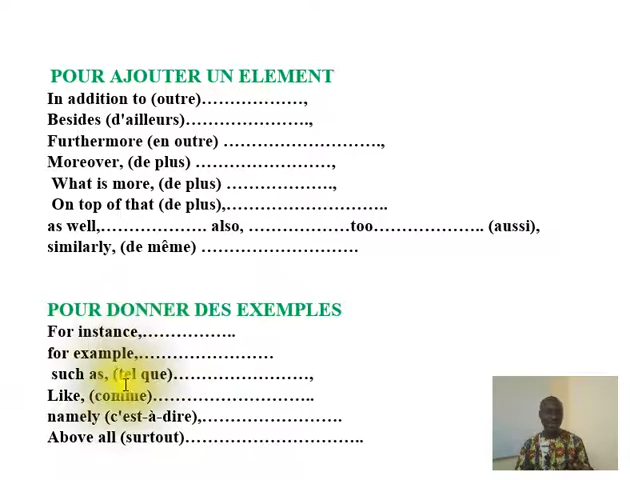 POUR AJOUTER UN ELEMENT
In addition to (outre)………………,
Besides (d'ailleurs)………………….,
Furthermore (en outre) ……………………….,
Moreover, (de plus) ……………………,
What is more, (de plus) ……………….,
On top of that (de plus),………………………..
as well,………………. also, ………………too……………….. (aussi),
similarly, (de même) ……………………….
POUR DONNER DES EXEMPLES
For instance,……………..
for example,……………………
such as, (tel que)……………………,
Like, (comme)………………………..
namely (c'est-à-dire),…………………….
Above all (surtout)…………………………..